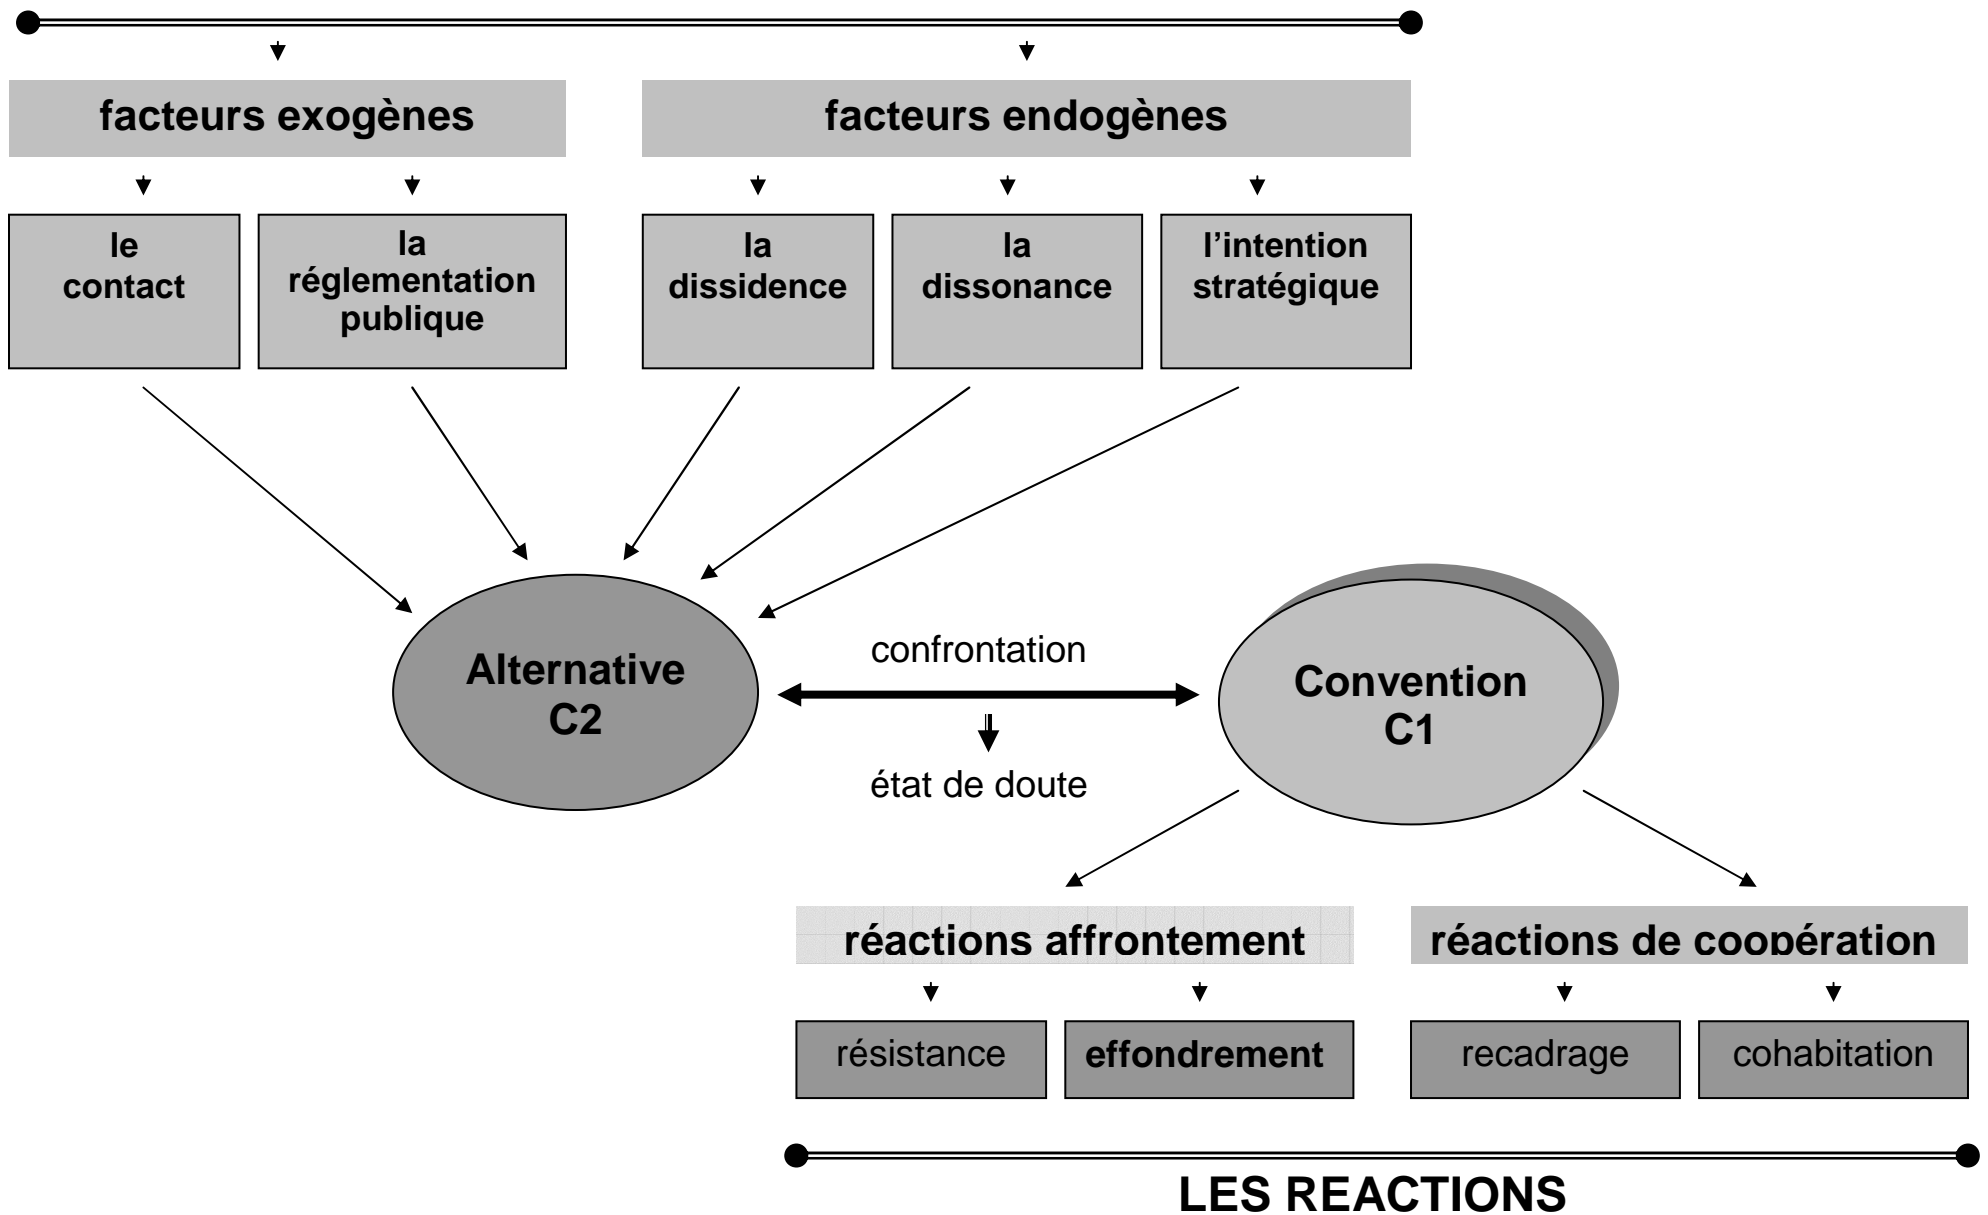 facteurs exogènes
facteurs endogènes
le
contact
la
réglementation
publique
la
dissidence
la
dissonance
l’intention
stratégique
confrontation
Alternative
C2
Convention
C1
état de doute
réactions affrontement
réactions de coopération
résistance
effondrement
recadrage
cohabitation
LES REACTIONS